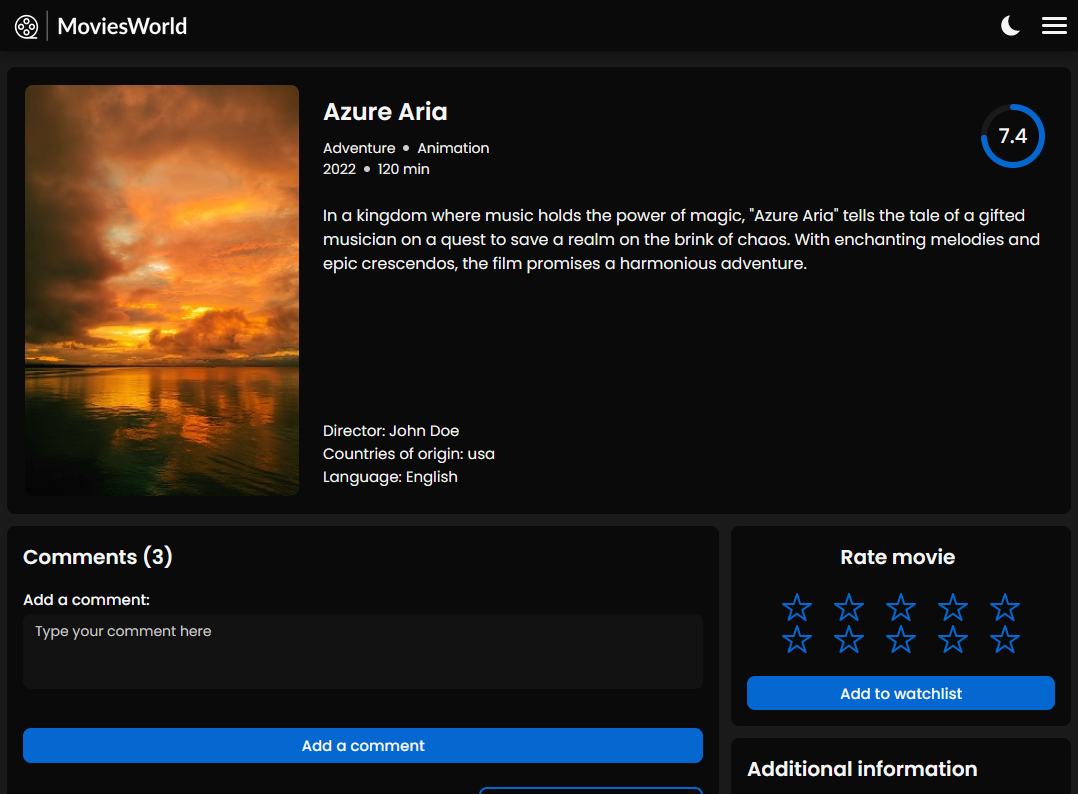 MoviesWorld
Azure Aria
Adventure • Animation
2022 • 120 min
7.4
In a kingdom where music holds the power of magic, "Azure Aria" tells the tale of a gifted
musician on a quest to save a realm on the brink of chaos. With enchanting melodies and
epic crescendos, the film promises a harmonious adventure.
Director: John Doe
Countries of origin: usa
Language: English
Comments (3)
Add a comment:
Type your comment here
Add a comment
Rate movie
Add to watchlist
Additional information